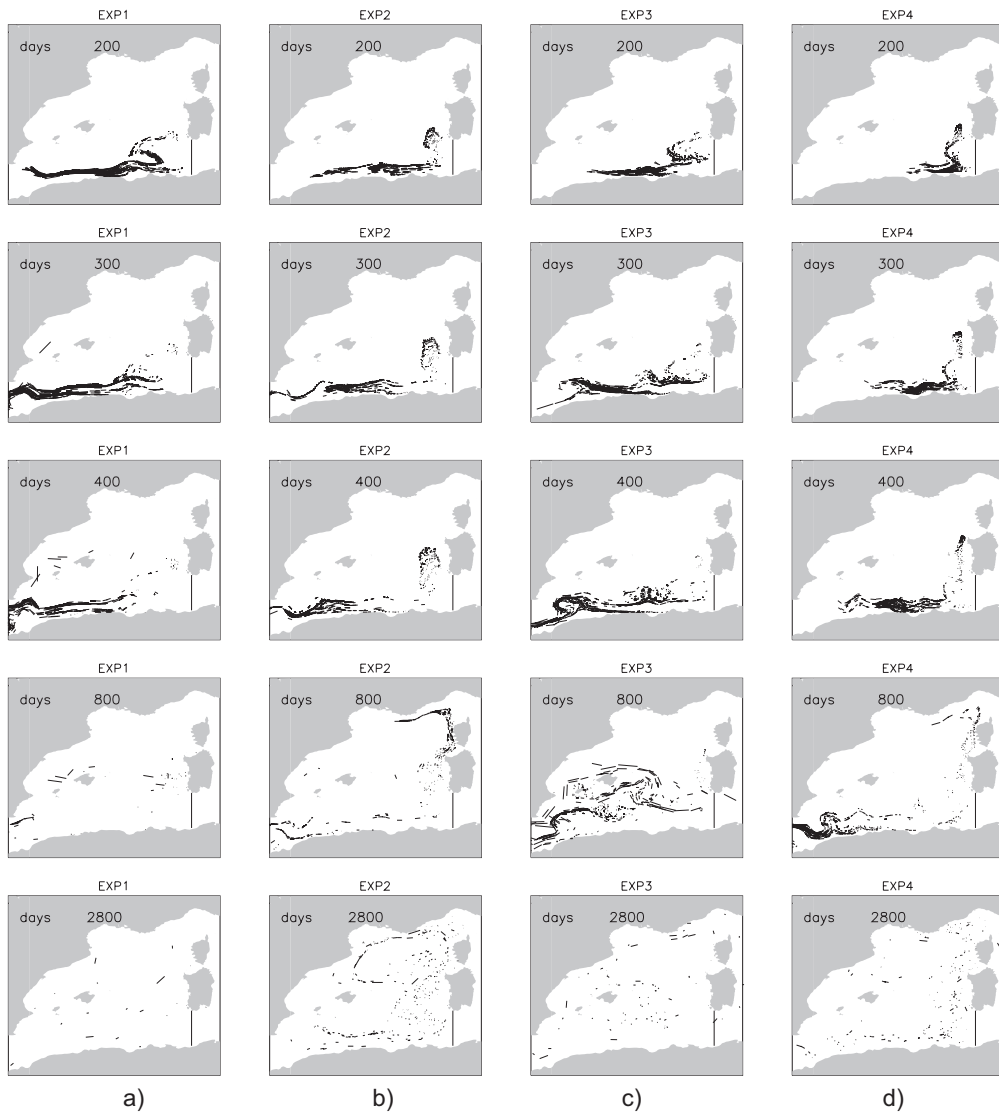 EXP1 EXP2 EXP3 EXP4
days 200 days 200 days 200 days 200
EXP1 EXP2 EXP3 EXP4
days 300 days 300 days 300 days 300
EXP1 EXP2 EXP3 EXP4
days 400 days 400 days 400 days 400
EXP1 EXP2 EXP3 EXP4
days 800 days 800 days 800 days 800
EXP1 EXP2 EXP3 EXP4
days 2800 days 2800 days 2800 days 2800
a) b) c) d)